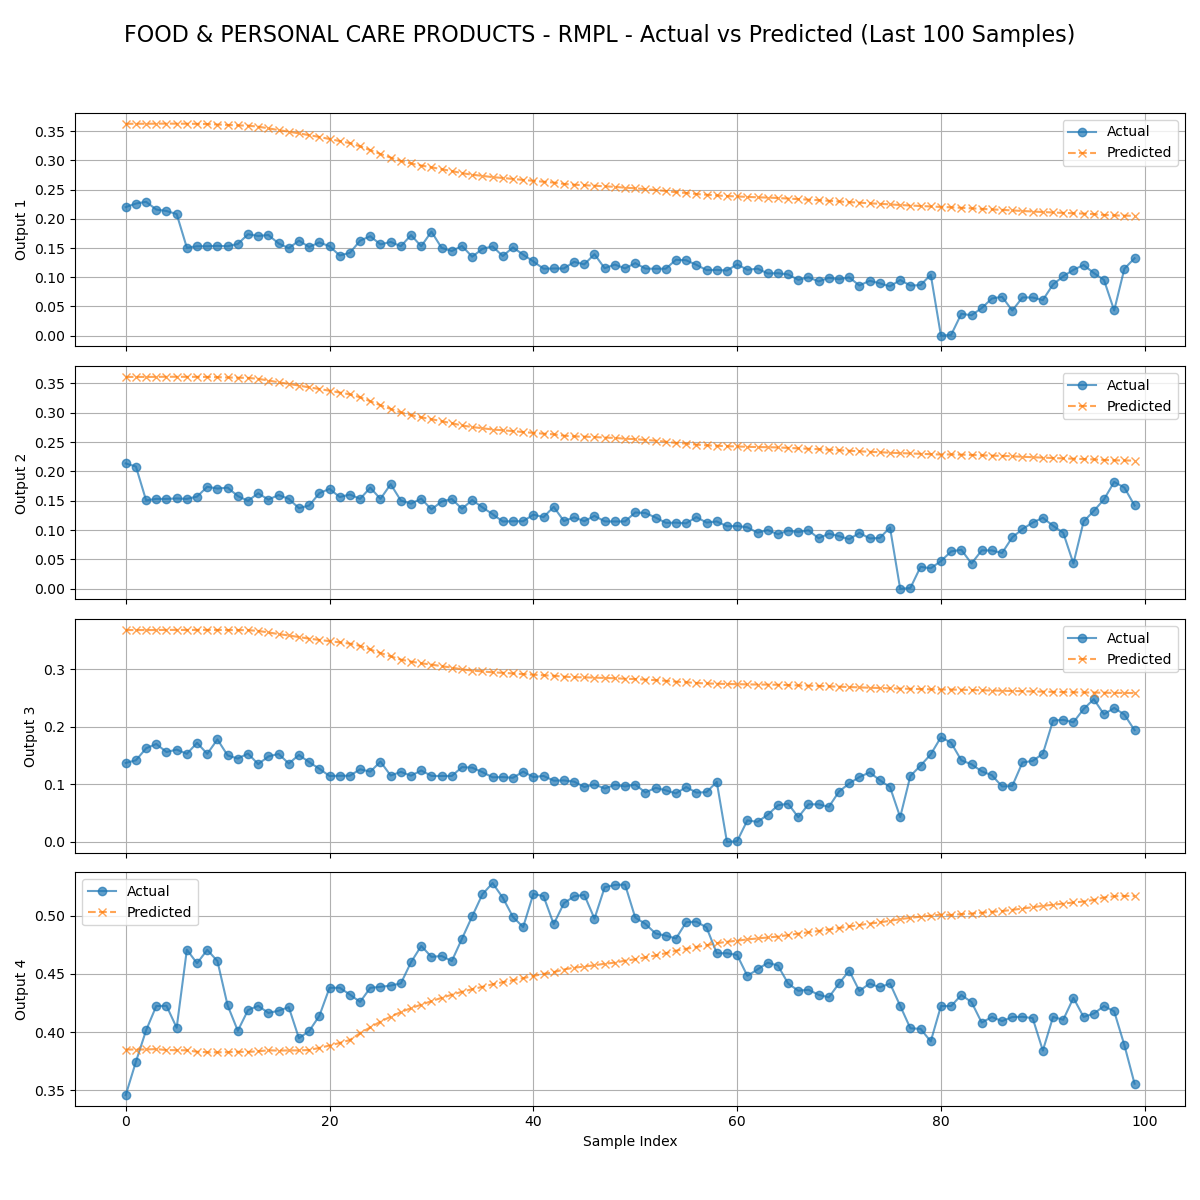 FOOD & PERSONAL CARE PRODUCTS - RMPL - Actual vs Predicted (Last 100 Samples)
Output 1
0.35
0.30
0.25
0.20
0.15
0.10
0.05
0.00
Actual
Predicted
Output 2
0.35
0.30
0.25
0.20
0.15
0.10
0.05
0.00
Actual
Predicted
Output 3
0.3
0.2
0.1
0.0
Actual
Predicted
Output 4
0.50
0.45
0.40
0.35
Actual
Predicted
0 20 40 60 80 100
Sample Index